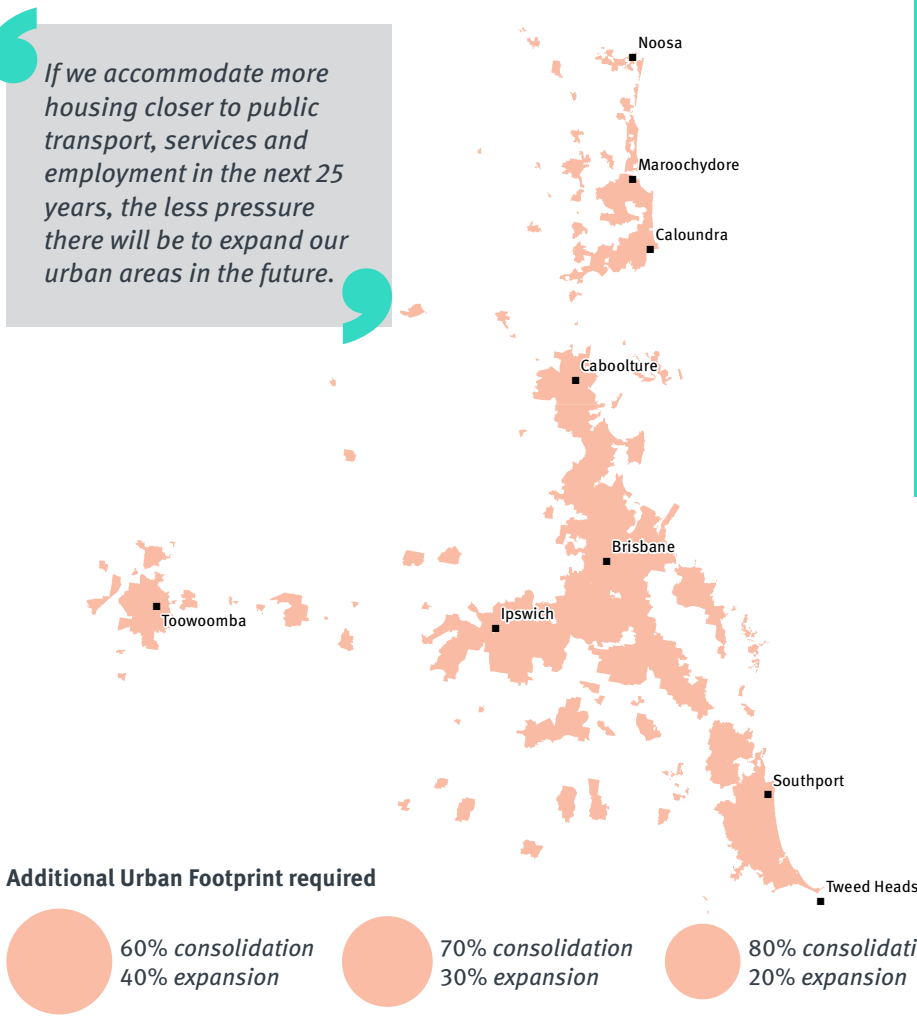 If we accommodate more
housing closer to public
transport, services and
employment in the next 25
years, the less pressure
there will be to expand our
urban areas in the future.
Noosa
Maroochydore
Caloundra
Caboolture
Brisbane
Ipswich
Toowoomba
Southport
Tweed Heads
Additional Urban Footprint required
60% consolidation
40% expansion
70% consolidation
30% expansion
80% consolidati
20% expansion